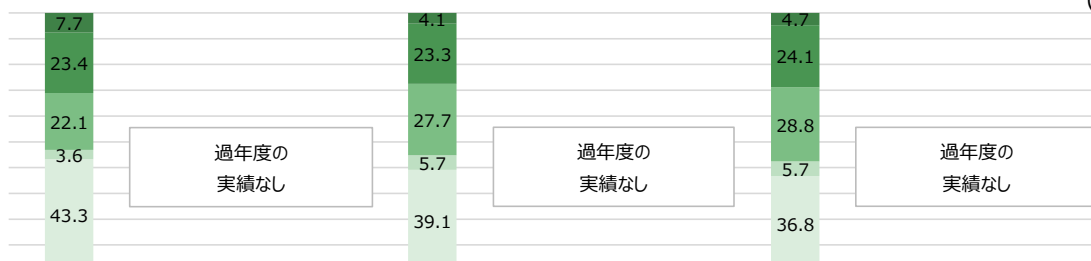 7.7
23.4
22.1
3.6
43.3
過年度の
実績なし
4.1
23.3
27.7
5.7
39.1
過年度の
実績なし
4.7
24.1
28.8
5.7
36.8
過年度の
実績なし